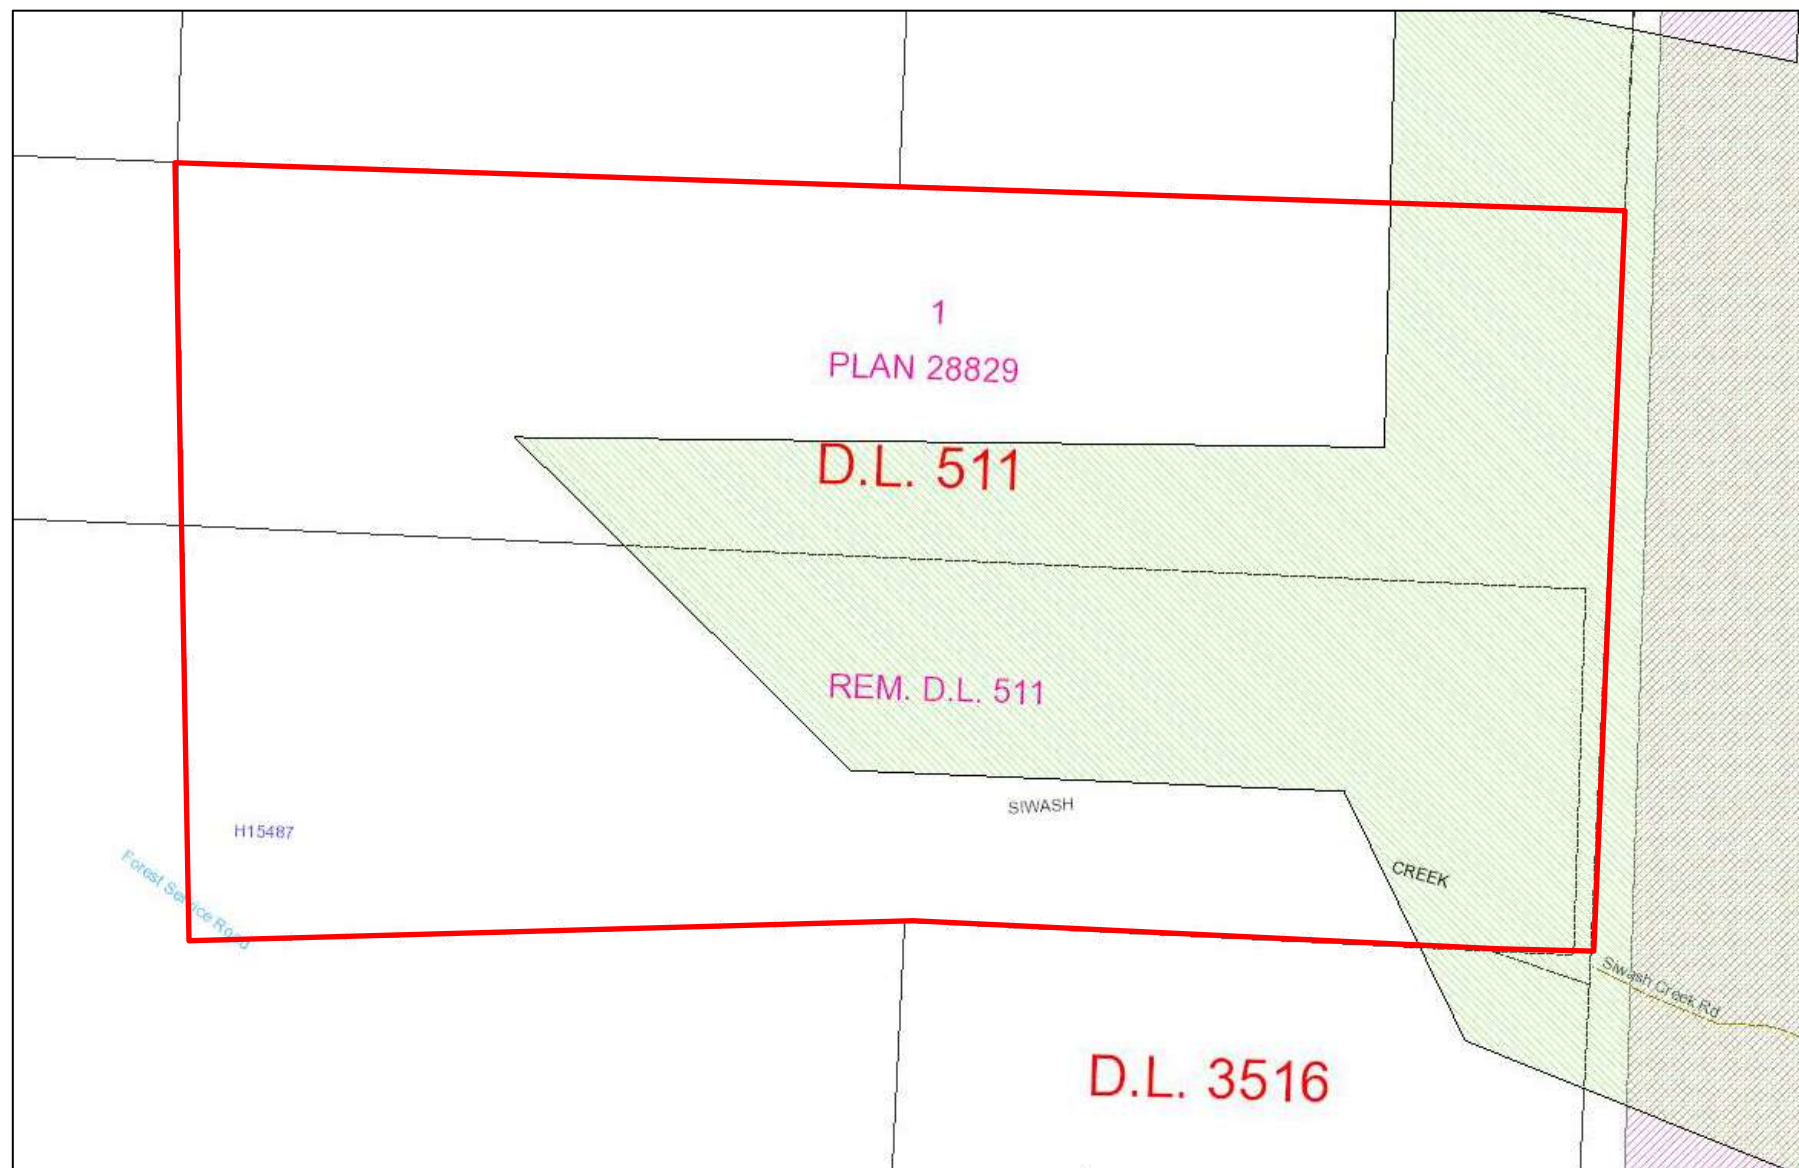 1
PLAN 28829
D.L. 511
REM. D.L. 511
SIWASH
H15487
Forest Service Road
CREEK
Siwash Creek Rd
D.L. 3516